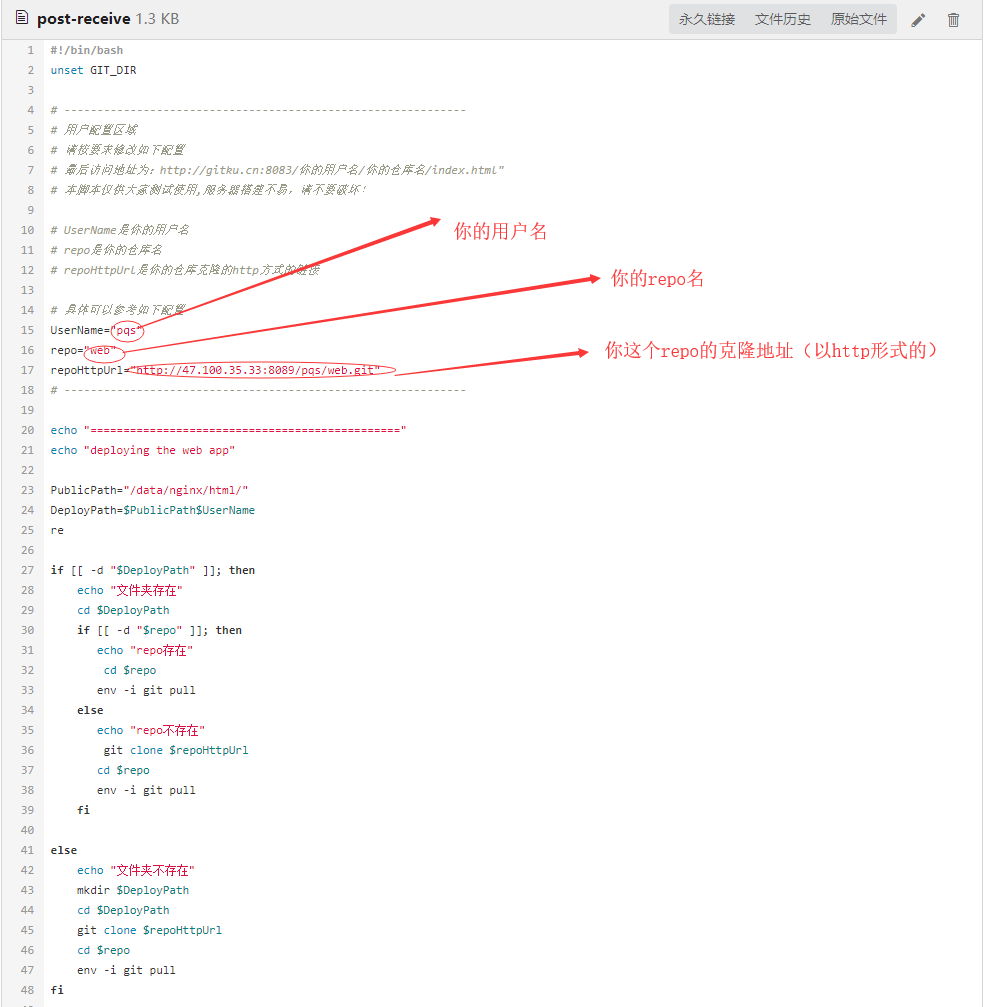 post-receive 1.3 KB
永久链接 文件历史 原始文件
1 #!/bin/bash
2 unset GIT_DIR
3
4 # -------------------------------------------------------------
5 # 用户配置区域
6 # 请按要求修改如下配置
7 # 最后访问地址为：http://gitku.cn:8083/你的用户名/你的仓库名/index.html"
8 # 本脚本仅供大家测试使用,服务器搭建不易，请不要破坏！
9
10 # UserName是你的用户名
11 # repo是你的仓库名
12 # repoHttpUrl是你的仓库克隆的http方式的链接
13
14 # 具体可以参考如下配置
15 UserName="pqs"
16 repo="web"
17 repoHttpUrl="http://47.100.35.33:8089/pqs/web.git"
18 # -------------------------------------------------------------
19
20 echo "==============================================="
21 echo "deploying the web app"
22
23 PublicPath="/data/nginx/html/"
24 DeployPath=$PublicPath$UserName
25 re
26
27 if [[ -d "$DeployPath" ]]; then
28 echo "文件夹存在"
29 cd $DeployPath
30 if [[ -d "$repo" ]]; then
31 echo "repo存在"
32 cd $repo
33 env -i git pull
34 else
35 echo "repo不存在"
36 git clone $repoHttpUrl
37 cd $repo
38 env -i git pull
39 fi
40
41 else
42 echo "文件夹不存在"
43 mkdir $DeployPath
44 cd $DeployPath
45 git clone $repoHttpUrl
46 cd $repo
47 env -i git pull
48 fi
你的用户名
你的repo名
你这个repo的克隆地址（以http形式的）